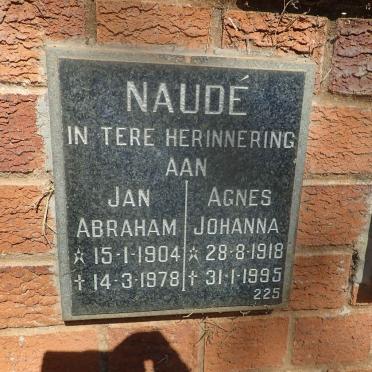 NAUDÉ
IN TERE HERINNERING
AAN
JAN
ABRAHAM
☆ 15·1·1904
✝ 14·3·1978
AGNES
JOHANNA
☆ 28·8·1918
✝ 31·1·1995
225